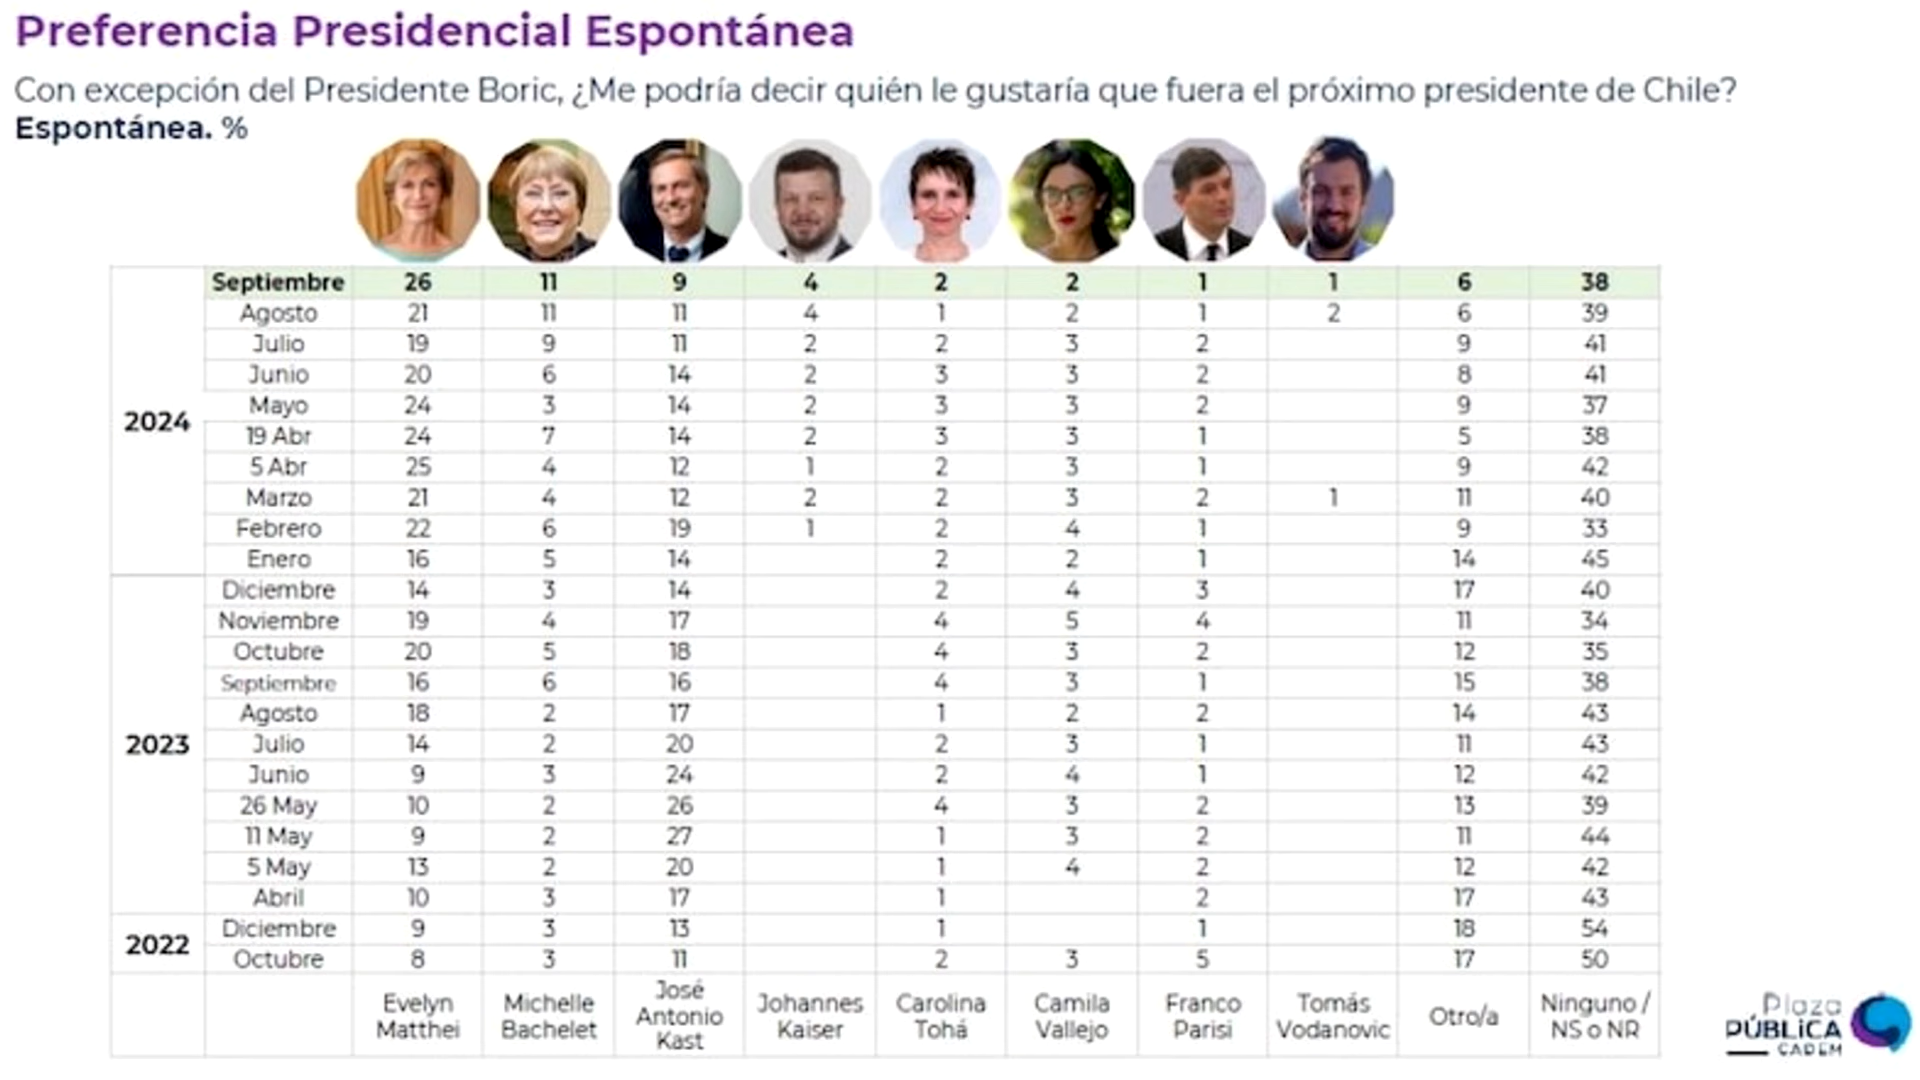 Preferencia Presidencial Espontánea
Con excepción del Presidente Boric, ¿Me podría decir quién le gustaría que fuera el próximo presidente de Chile?
Espontánea. %
Septiembre 26 11 9 4 2 2 1 1 6 38
Agosto 21 11 11 4 1 2 1 2 6 39
Julio 19 9 11 2 2 3 2 9 41
Junio 20 6 14 2 3 3 2 8 41
Mayo 24 3 14 2 3 3 2 9 37
2024
19 Abr 24 7 14 2 3 3 1 5 38
5 Abr 25 4 12 1 2 3 1 9 42
Marzo 21 4 12 2 2 3 2 1 11 40
Febrero 22 6 19 1 2 4 1 9 33
Enero 16 5 14 2 2 1 14 45
Diciembre 14 3 14 2 4 3 17 40
Noviembre 19 4 17 4 5 4 11 34
Octubre 20 5 18 4 3 2 12 35
Septiembre 16 6 16 4 3 1 15 38
Agosto 18 2 17 1 2 2 14 43
2023 Julio 14 2 20 2 3 1 11 43
Junio 9 3 24 2 4 1 12 42
26 May 10 2 26 4 3 2 13 39
11 May 9 2 27 1 3 2 11 44
5 May 13 2 20 1 4 2 12 42
Abril 10 3 17 1 2 17 43
Diciembre 9 3 13 1 1 18 54
2022
Octubre 8 3 11 2 3 5 17 50
Evelyn Matthei
Michelle Bachelet
José Antonio Kast
Johannes Kaiser
Carolina Tohá
Camila Vallejo
Franco Parisi
Tomás Vodanovic
Otro/a
Ninguno / NS o NR
Plaza
PÚBLiCA
CADEM